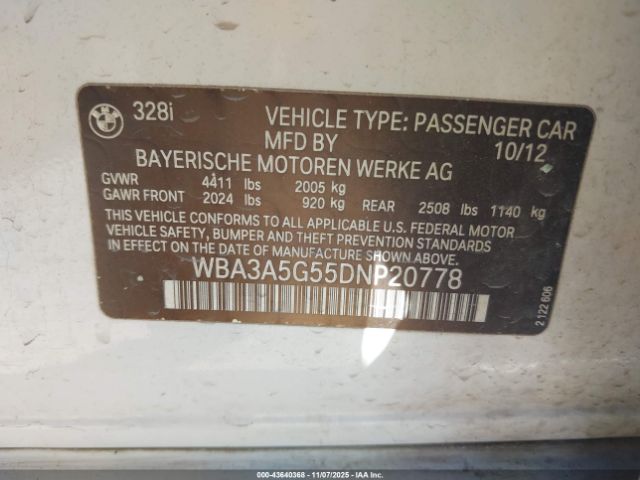 BMW 328i VEHICLE TYPE: PASSENGER CAR
MFD BY 10/12
BAYERISCHE MOTOREN WERKE AG
GVWR 4411 lbs 2005 kg
GAWR FRONT 2024 lbs 920 kg REAR 2508 lbs 1140 kg
THIS VEHICLE CONFORMS TO ALL APPLICABLE U.S. FEDERAL MOTOR
VEHICLE SAFETY, BUMPER AND THEFT PREVENTION STANDARDS
IN EFFECT ON THE DATE OF MANUFACTURE SHOWN ABOVE.
WBA3A5G55DNP20778
2 122 606
000-43640368 - 11/07/2025 - IAAI.COM